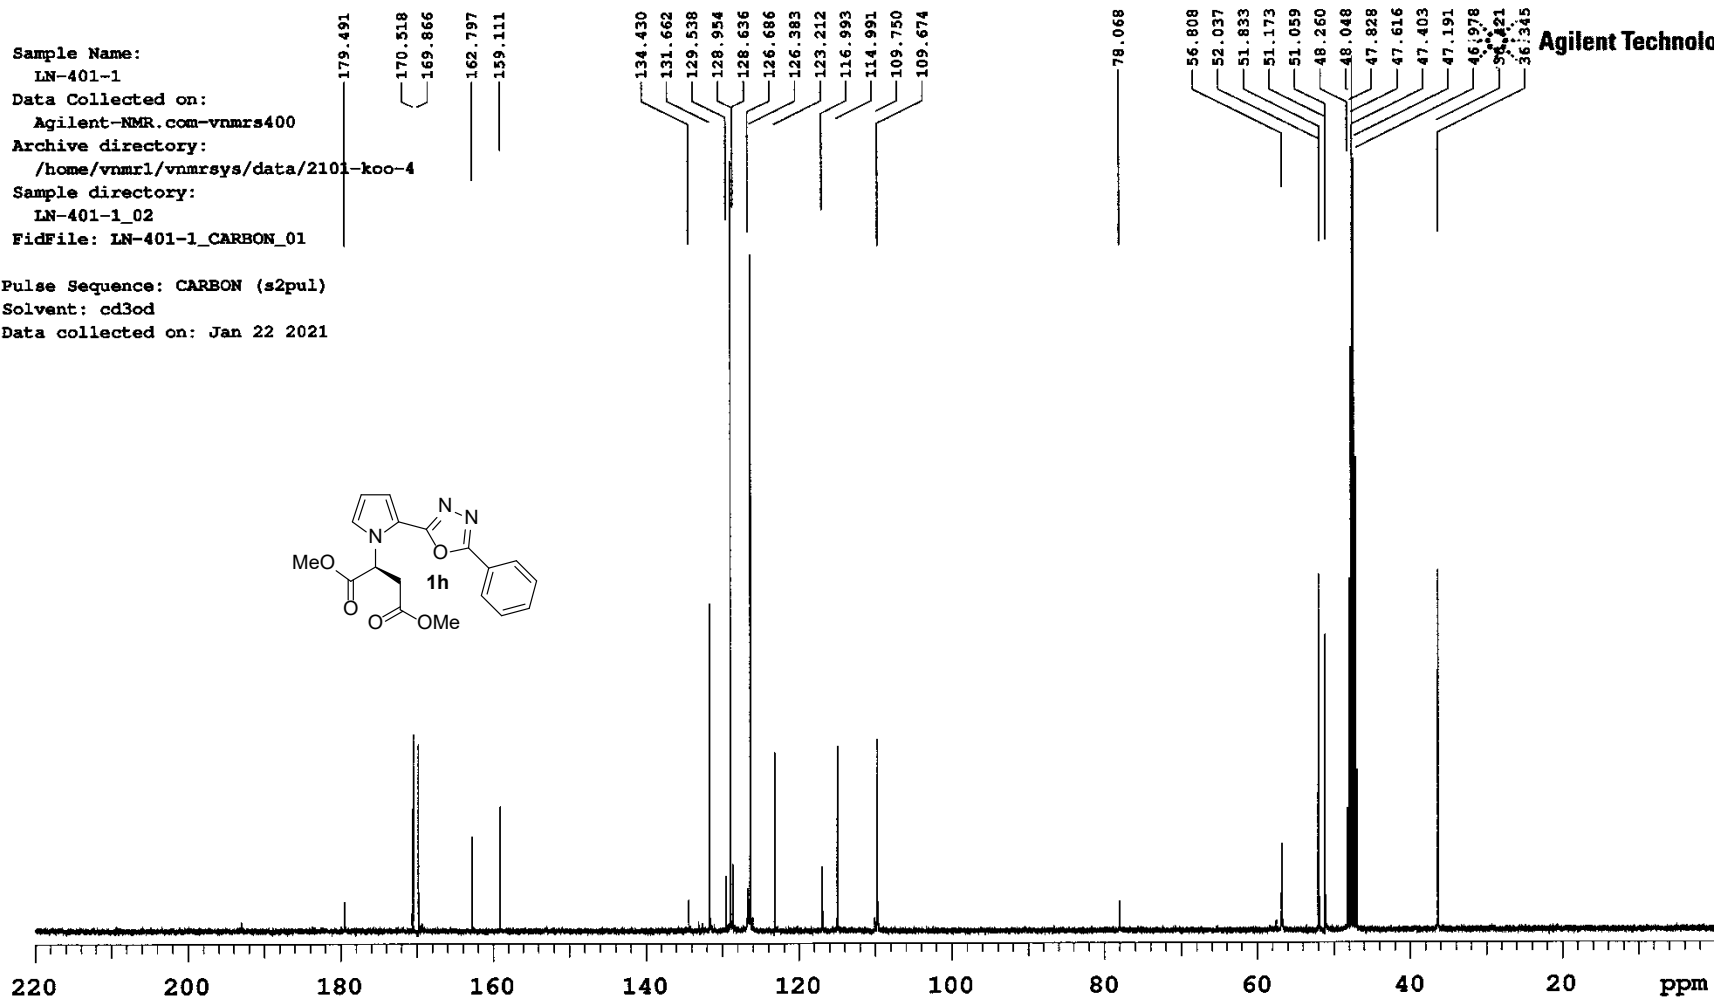 Sample Name:
LN-401-1
Data Collected on:
Agilent-NMR.com-vnmrs400
Archive directory:
/home/vnmr1/vnmrsys/data/2101-koo-4
Sample directory:
LN-401-1_02
FidFile: LN-401-1_CARBON_01
Pulse Sequence: CARBON (s2pul)
Solvent: cd3od
Data collected on: Jan 22 2021
179.491
170.518
169.866
162.797
159.111
134.430
131.662
129.538
128.954
128.636
126.686
126.383
123.212
116.993
114.991
109.750
109.674
78.068
56.808
52.037
51.833
51.173
51.059
48.260
48.048
47.828
47.616
47.403
47.191
46.978
36.345
Agilent Technolo
N
N
N
O
MeO
1h
O
O
OMe
220 200 180 160 140 120 100 80 60 40 20 ppm